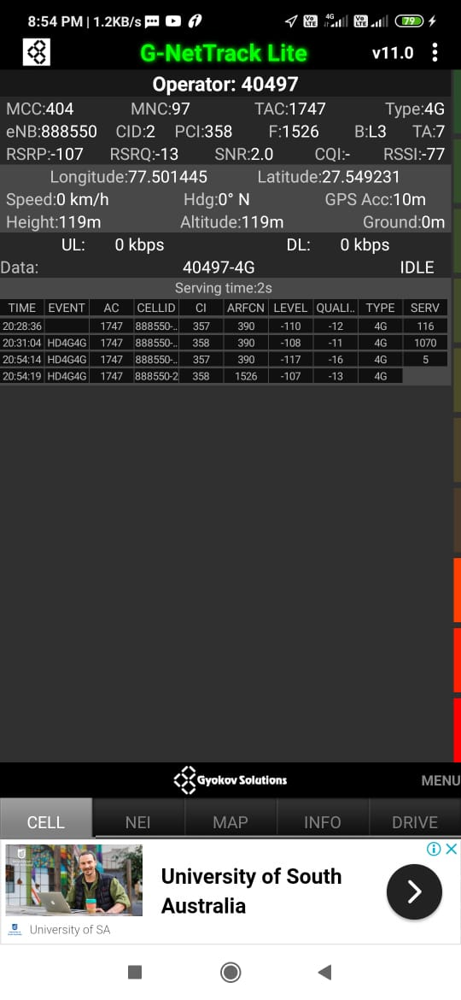 8:54 PM | 1.2KB/s 4G 79
G-NetTrack Lite v11.0
Operator: 40497
MCC:404 MNC:97 TAC:1747 Type:4G
eNB:888550 CID:2 PCI:358 F:1526 B:L3 TA:7
RSRP:-107 RSRQ:-13 SNR:2.0 CQI:- RSSI:-77
Longitude:77.501445 Latitude:27.549231
Speed:0 km/h Hdg:0° N GPS Acc:10m
Height:119m Altitude:119m Ground:0m
UL: 0 kbps DL: 0 kbps
Data: 40497-4G IDLE
Serving time:2s
TIME EVENT AC CELLID CI ARFCN LEVEL QUALI.. TYPE SERV
20:28:36 1747 888550-.. 357 390 -110 -12 4G 116
20:31:04 HD4G4G 1747 888550-.. 358 390 -108 -11 4G 1070
20:54:14 HD4G4G 1747 888550-.. 357 390 -117 -16 4G 5
20:54:19 HD4G4G 1747 888550-2 358 1526 -107 -13 4G
Gyokov Solutions MENU
CELL NEI MAP INFO DRIVE
University of South
Australia
University of SA